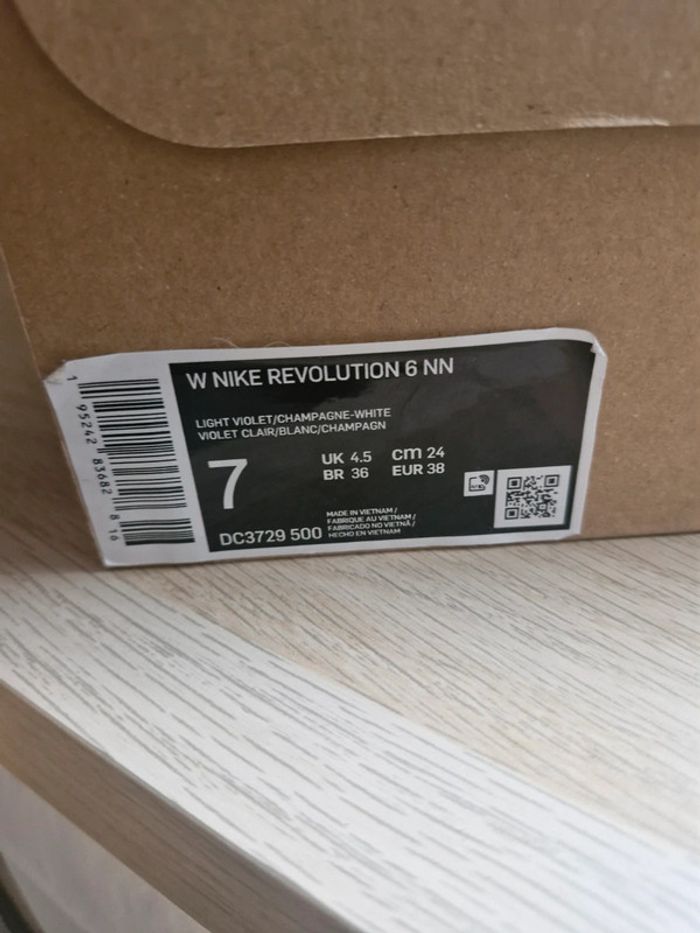 W NIKE REVOLUTION 6 NN
LIGHT VIOLET/CHAMPAGNE-WHITE
VIOLET CLAIR/BLANC/CHAMPAGN
7
UK 4.5 cm 24
BR 36 EUR 38
DC3729 500
MADE IN VIETNAM /
FABRIQUE AU VIETNAM /
FABRICADO NO VIETNÃ /
HECHO EN VIETNAM
1 95242 83682 8 16